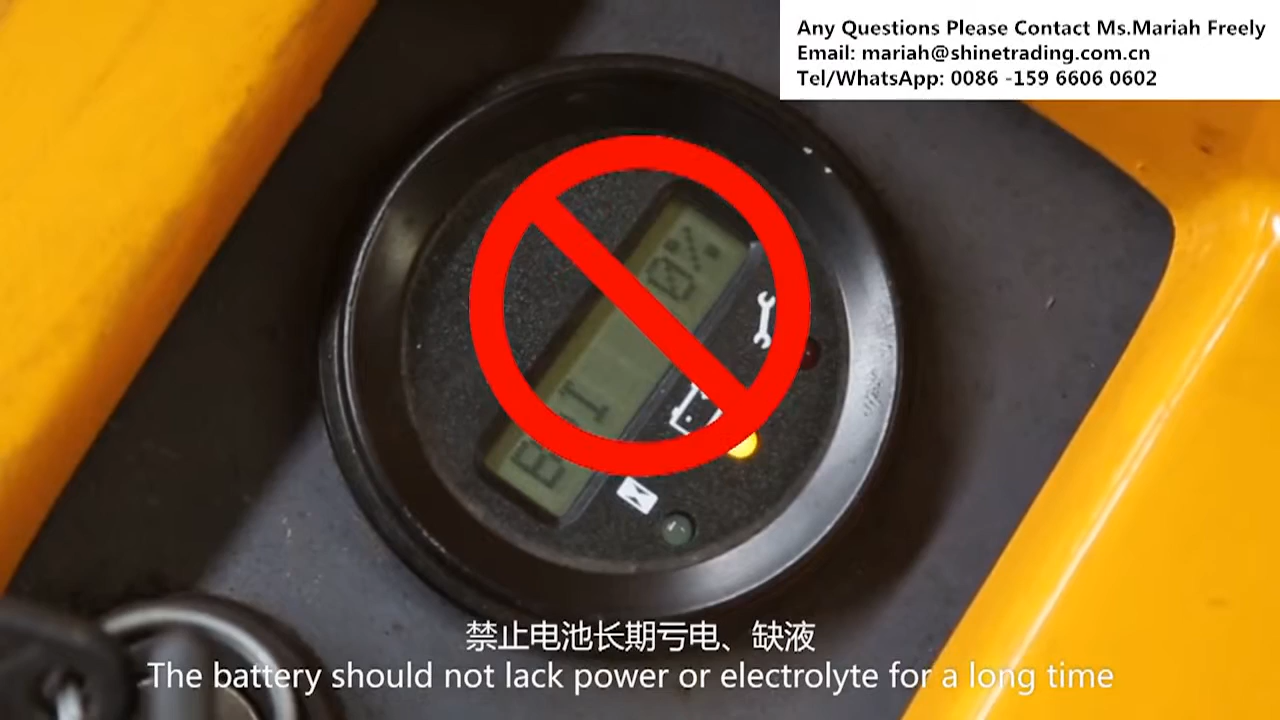 Any Questions Please Contact Ms.Mariah Freely
Email: mariah@shinetrading.com.cn
Tel/WhatsApp: 0086 -159 6606 0602
0%
禁止电池长期亏电、缺液
The battery should not lack power or electrolyte for a long time